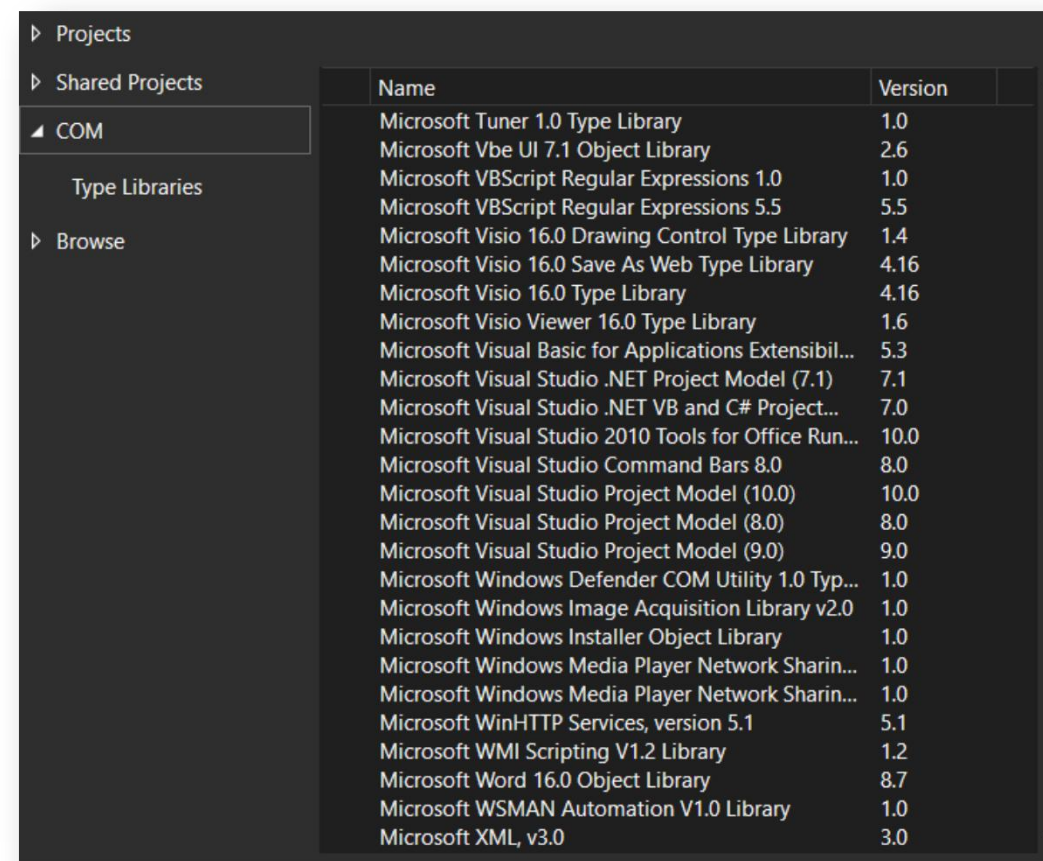 Projects
Shared Projects
COM
Type Libraries
Browse
Name Version
Microsoft Tuner 1.0 Type Library 1.0
Microsoft Vbe UI 7.1 Object Library 2.6
Microsoft VBScript Regular Expressions 1.0 1.0
Microsoft VBScript Regular Expressions 5.5 5.5
Microsoft Visio 16.0 Drawing Control Type Library 1.4
Microsoft Visio 16.0 Save As Web Type Library 4.16
Microsoft Visio 16.0 Type Library 4.16
Microsoft Visio Viewer 16.0 Type Library 1.6
Microsoft Visual Basic for Applications Extensibil... 5.3
Microsoft Visual Studio .NET Project Model (7.1) 7.1
Microsoft Visual Studio .NET VB and C# Project... 7.0
Microsoft Visual Studio 2010 Tools for Office Run... 10.0
Microsoft Visual Studio Command Bars 8.0 8.0
Microsoft Visual Studio Project Model (10.0) 10.0
Microsoft Visual Studio Project Model (8.0) 8.0
Microsoft Visual Studio Project Model (9.0) 9.0
Microsoft Windows Defender COM Utility 1.0 Typ... 1.0
Microsoft Windows Image Acquisition Library v2.0 1.0
Microsoft Windows Installer Object Library 1.0
Microsoft Windows Media Player Network Sharin... 1.0
Microsoft Windows Media Player Network Sharin... 1.0
Microsoft WinHTTP Services, version 5.1 5.1
Microsoft WMI Scripting V1.2 Library 1.2
Microsoft Word 16.0 Object Library 8.7
Microsoft WSMAN Automation V1.0 Library 1.0
Microsoft XML, v3.0 3.0